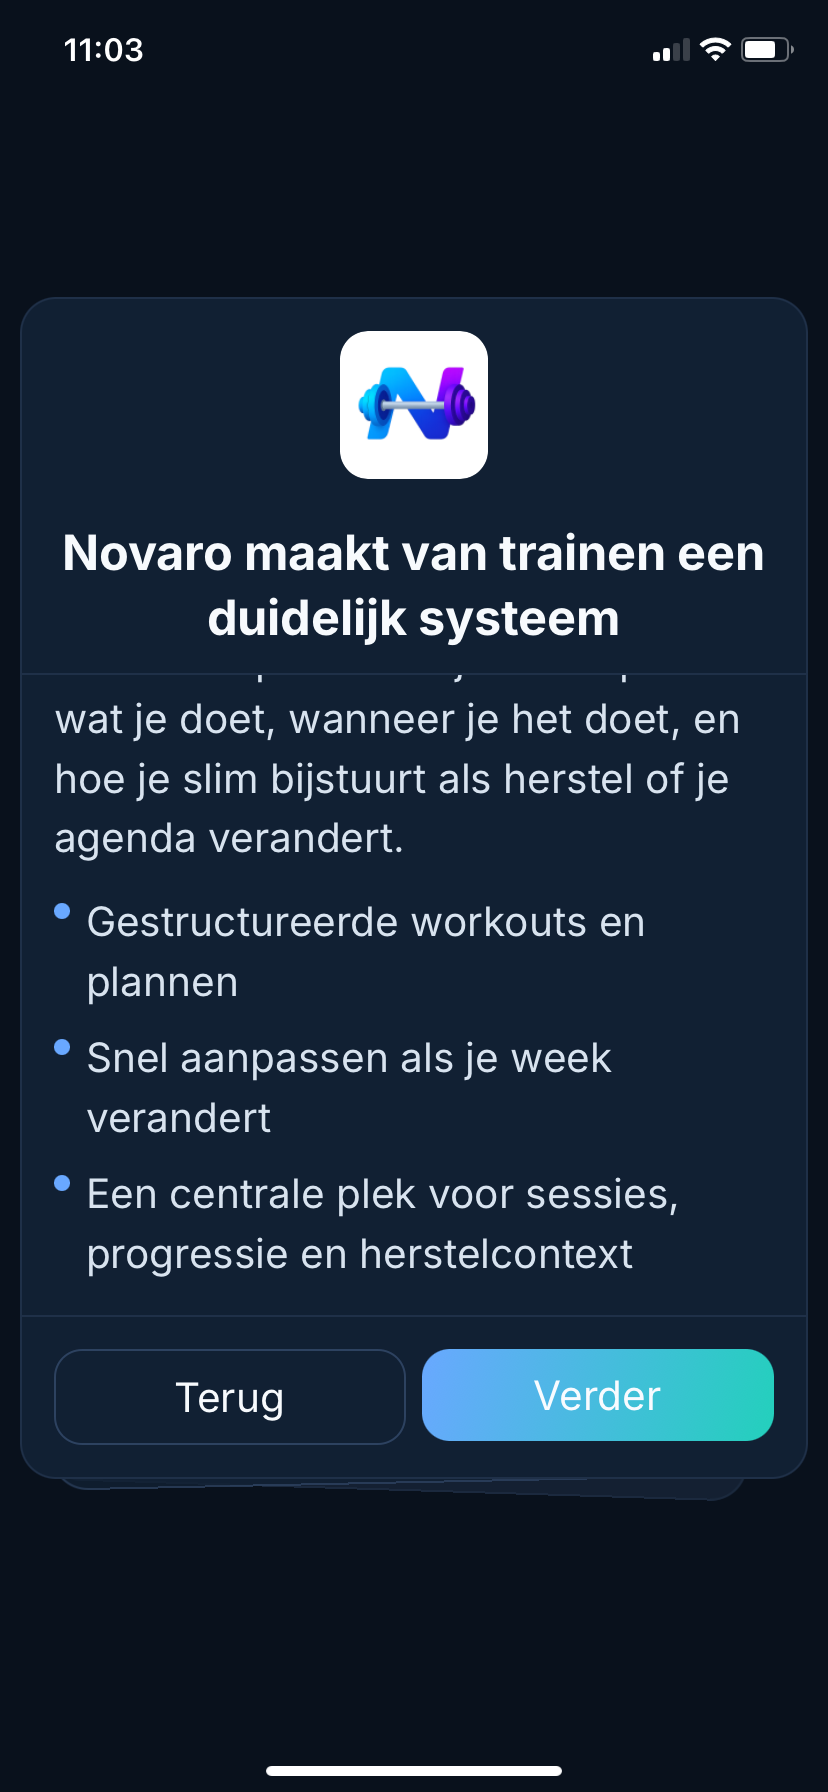 11:03
Novaro maakt van trainen een
duidelijk systeem
wat je doet, wanneer je het doet, en
hoe je slim bijstuurt als herstel of je
agenda verandert.
Gestructureerde workouts en
plannen
Snel aanpassen als je week
verandert
Een centrale plek voor sessies,
progressie en herstelcontext
Terug
Verder